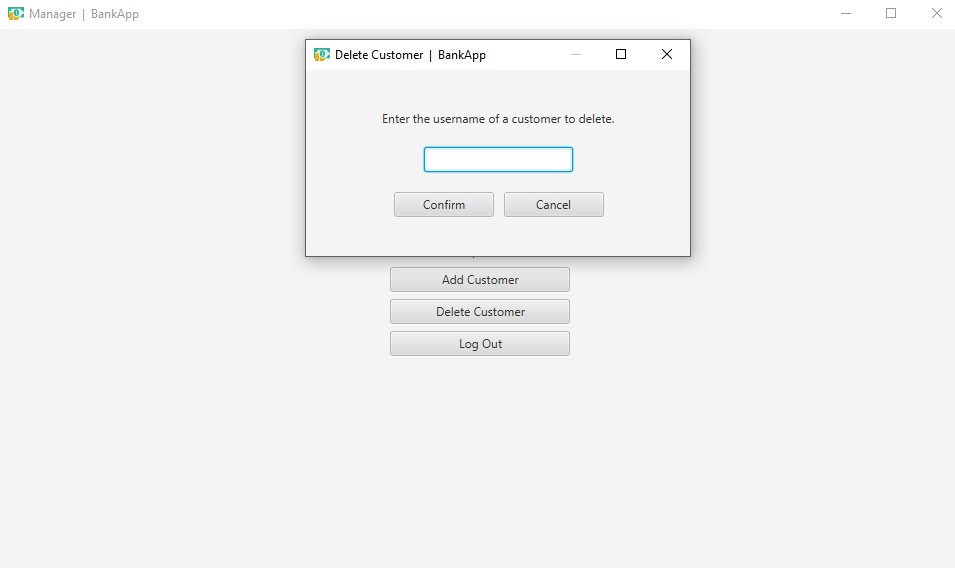 Manager | BankApp
Delete Customer | BankApp
Enter the username of a customer to delete.
Confirm
Cancel
Add Customer
Delete Customer
Log Out